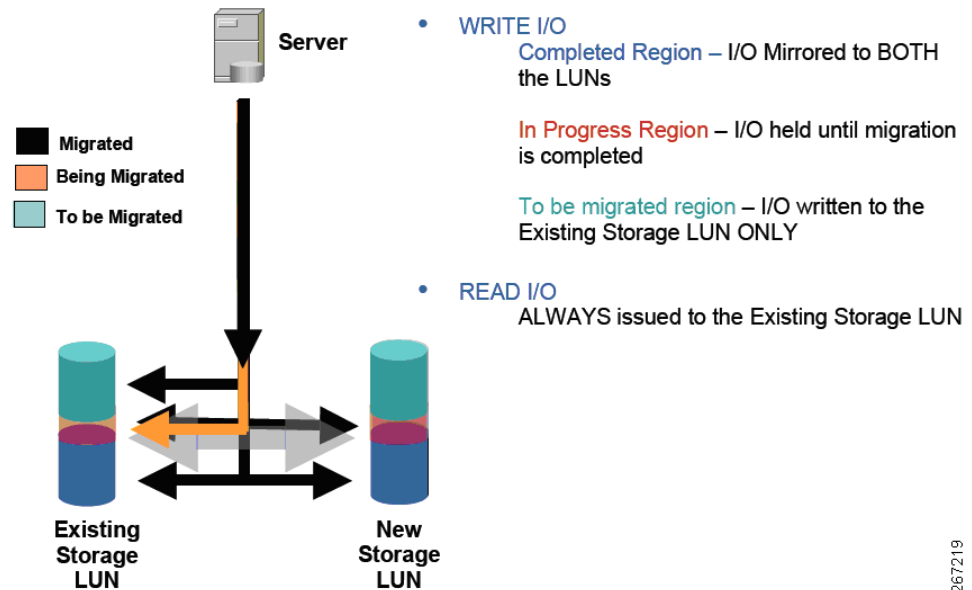 Server
Migrated
Being Migrated
To be Migrated
Existing
Storage
LUN
New
Storage
LUN
• WRITE I/O
Completed Region – I/O Mirrored to BOTH
the LUNs
In Progress Region – I/O held until migration
is completed
To be migrated region – I/O written to the
Existing Storage LUN ONLY
• READ I/O
ALWAYS issued to the Existing Storage LUN
267219